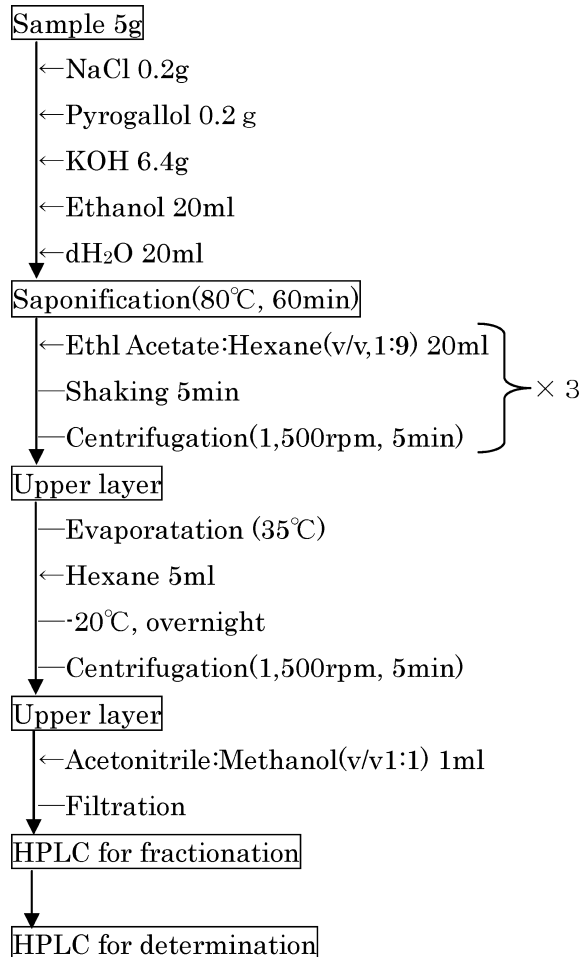 Sample 5g
←NaCl 0.2g
←Pyrogallol 0.2 g
←KOH 6.4g
←Ethanol 20ml
←dH₂O 20ml
Saponification(80℃, 60min)
←Ethl Acetate:Hexane(v/v,1:9) 20ml
Shaking 5min
× 3
Centrifugation(1,500rpm, 5min)
Upper layer
Evaporatation (35℃)
←Hexane 5ml
-20℃, overnight
Centrifugation(1,500rpm, 5min)
Upper layer
←Acetonitrile:Methanol(v/v1:1) 1ml
Filtration
HPLC for fractionation
HPLC for determination